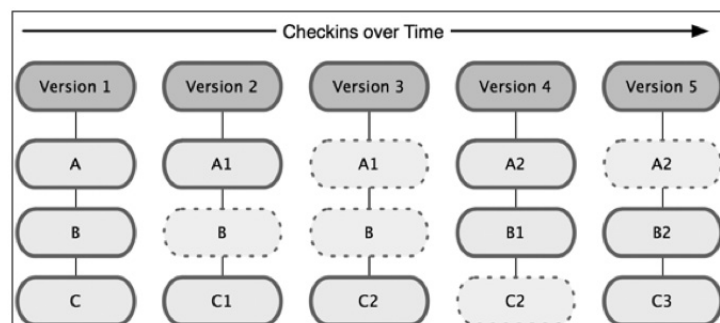 Checkins over Time
Version 1 Version 2 Version 3 Version 4 Version 5
A A1 A1 A2 A2
B B B B1 B2
C C1 C2 C2 C3